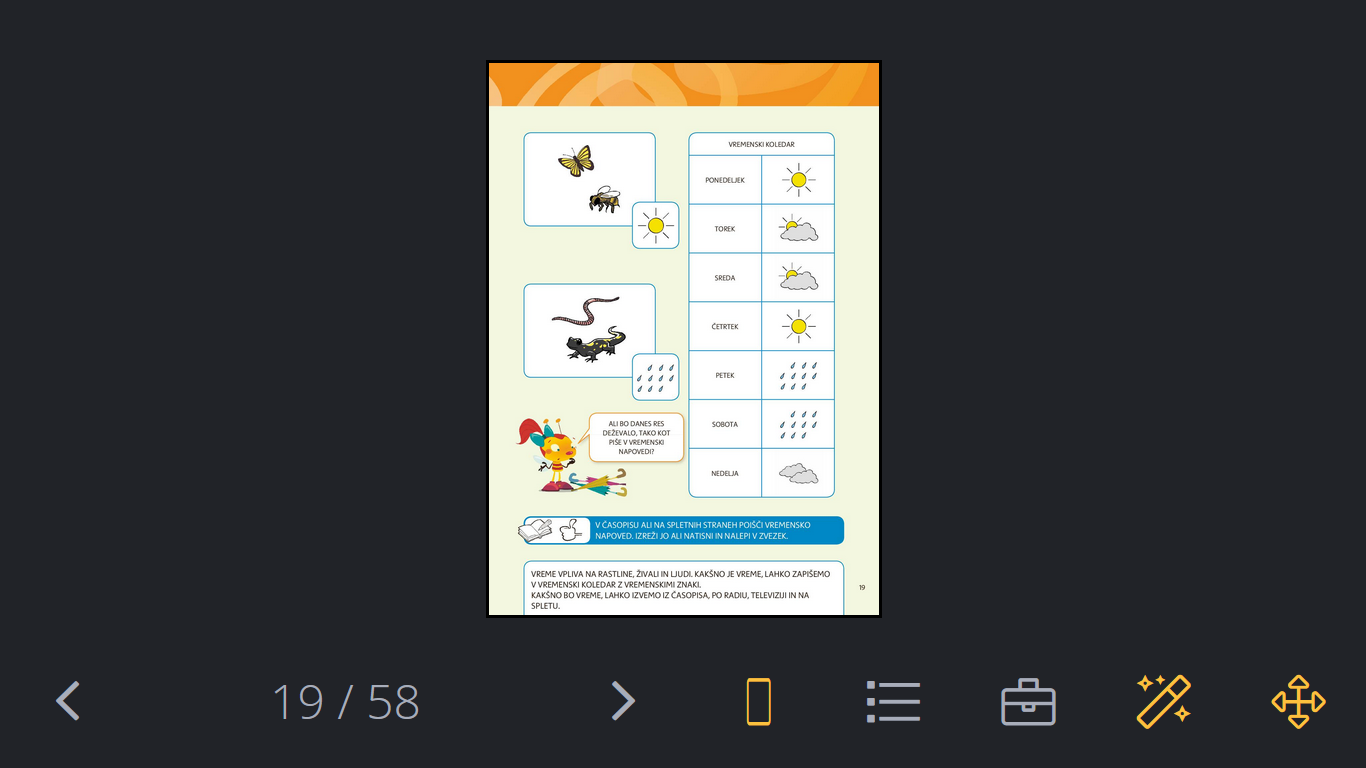 VREMENSKI KOLEDAR
PONEDELJEK
TOREK
SREDA
ČETRTEK
PETEK
SOBOTA
NEDELJA
ALI BO DANES RES
DEŽEVALO, TAKO KOT
PIŠE V VREMENSKI
NAPOVEDI?
V ČASOPISU ALI NA SPLETNIH STRANEH POIŠČI VREMENSKO
NAPOVED. IZREŽI JO ALI NATISNI IN NALEPI V ZVEZEK.
VREME VPLIVA NA RASTLINE, ŽIVALI IN LJUDI. KAKŠNO JE VREME, LAHKO ZAPIŠEMO
V VREMENSKI KOLEDAR Z VREMENSKIMI ZNAKI.
KAKŠNO BO VREME, LAHKO IZVEMO IZ ČASOPISA, PO RADIU, TELEVIZIJI IN NA
SPLETU.
19
19 / 58